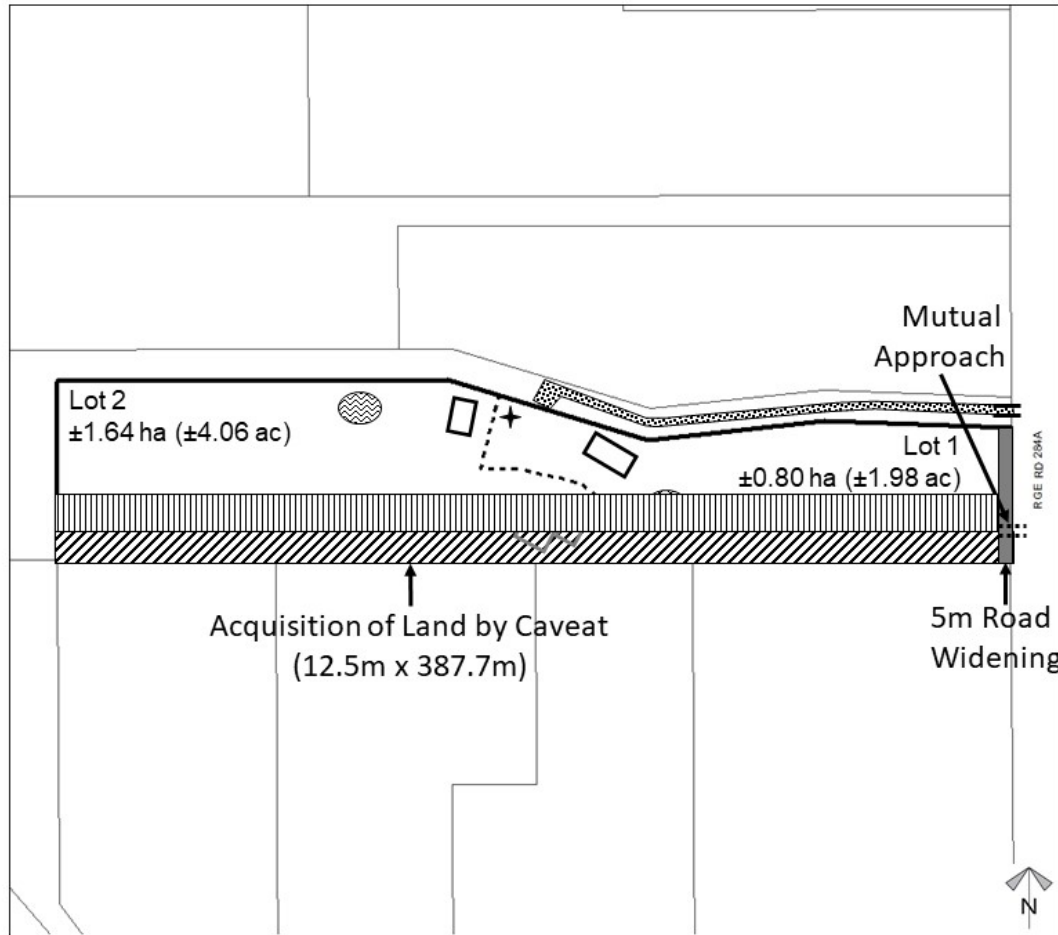 Mutual
Approach
Lot 2
±1.64 ha (±4.06 ac)
Lot 1
±0.80 ha (±1.98 ac)
RGE RD 284A
Acquisition of Land by Caveat
(12.5m x 387.7m)
5m Road
Widening
N